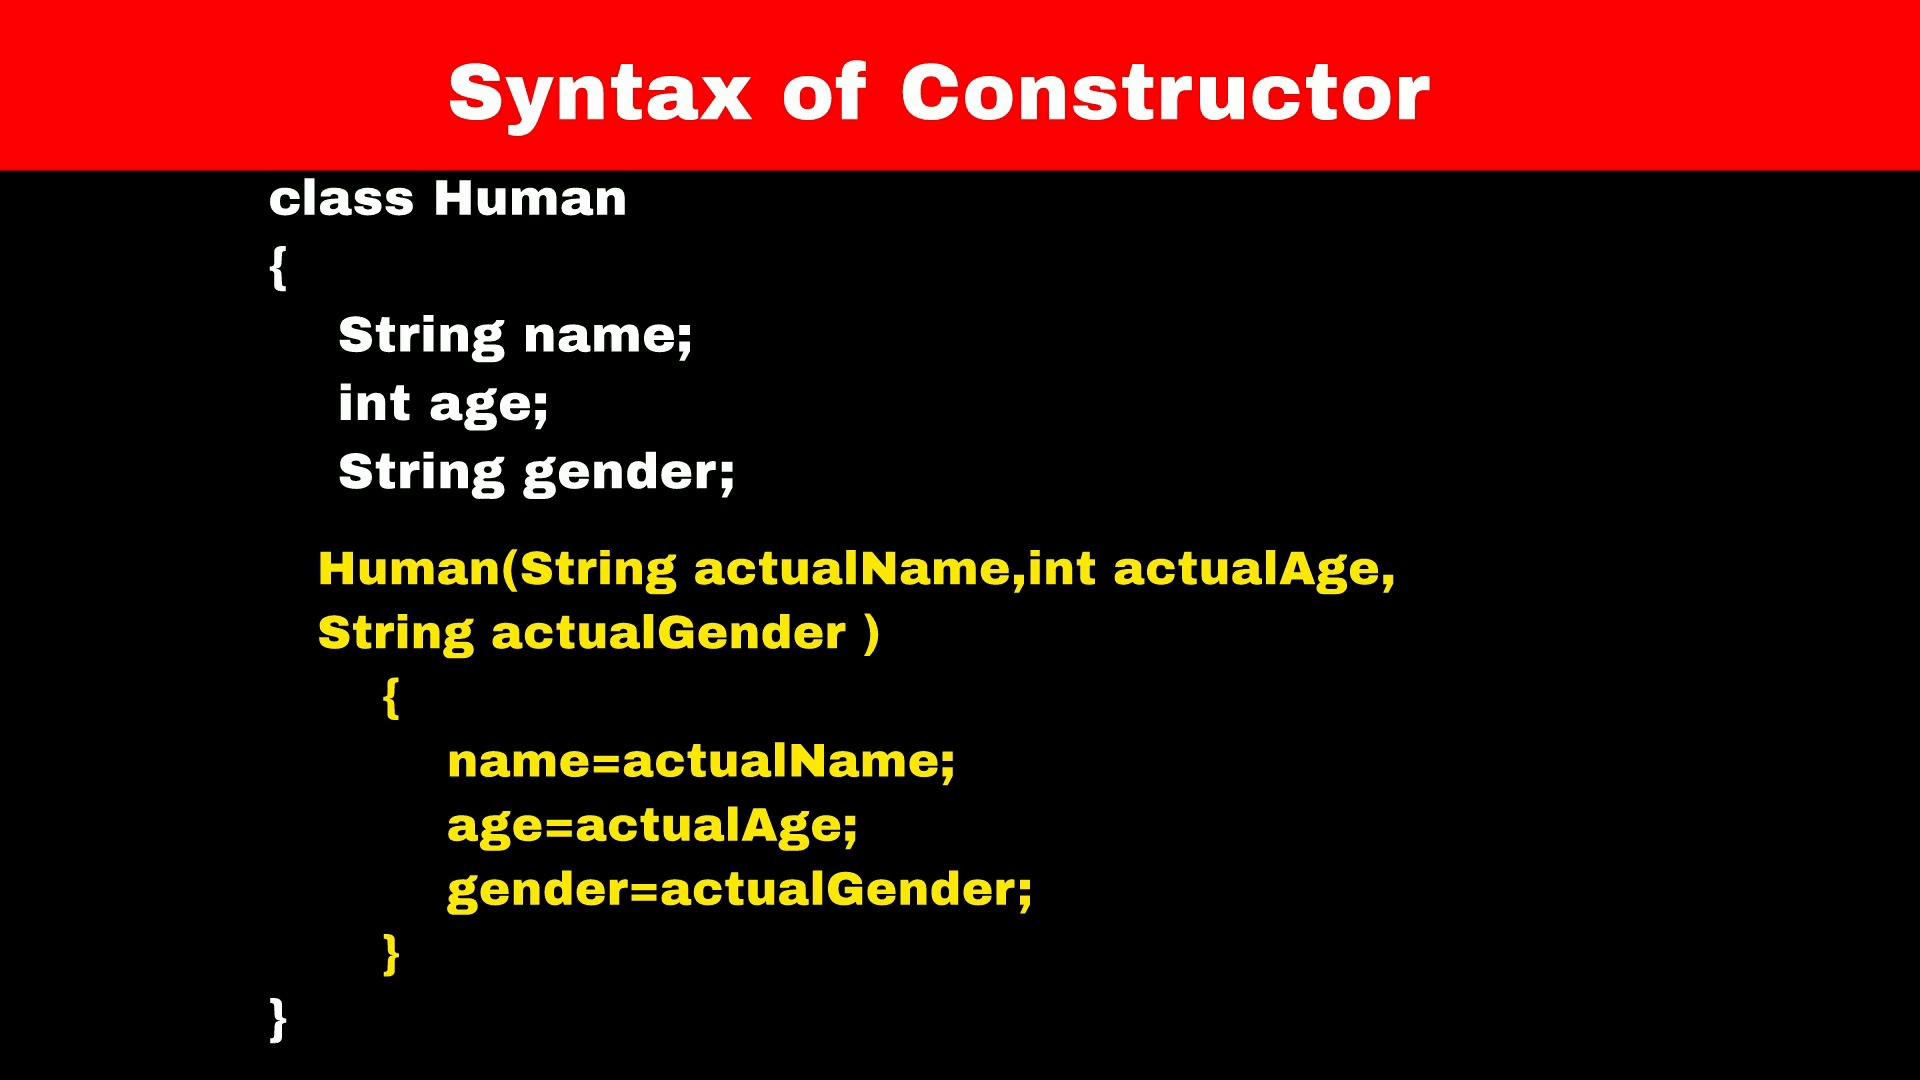 Syntax of Constructor
class Human
{
String name;
int age;
String gender;
Human(String actualName,int actualAge,
String actualGender )
{
name=actualName;
age=actualAge;
gender=actualGender;
}
}